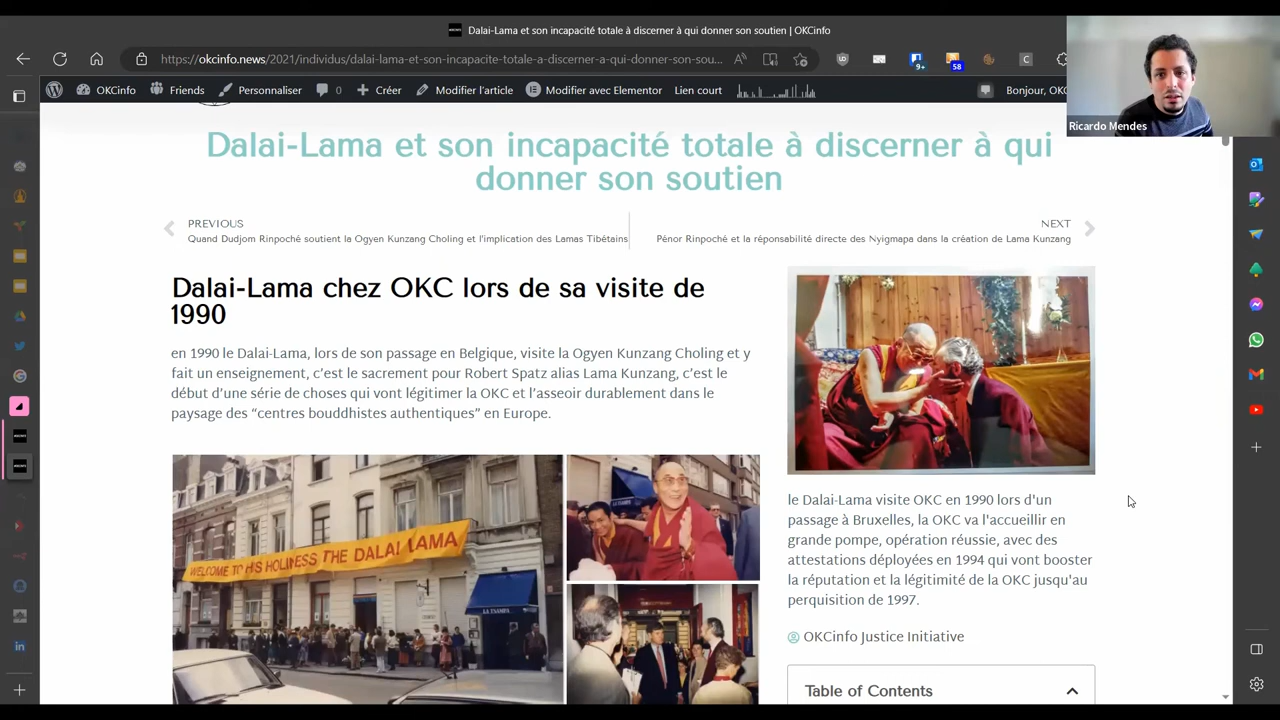 Dalai-Lama et son incapacité totale à discerner à qui donner son soutien | OKCinfo
https://okcinfo.news/2021/individus/dalai-lama-et-son-incapacite-totale-a-discerner-a-qui-donner-son-sou...
9+
58
OKCinfo
Friends
Personnaliser
0
Créer
Modifier l'article
Modifier avec Elementor
Lien court
Bonjour, OKC
Ricardo Mendes
Dalai-Lama et son incapacité totale à discerner à qui
donner son soutien
PREVIOUS
Quand Dudjom Rinpoché soutient la Ogyen Kunzang Choling et l'implication des Lamas Tibétains
NEXT
Pénor Rinpoché et la réponsabilité directe des Nyigmapa dans la création de Lama Kunzang
Dalai-Lama chez OKC lors de sa visite de
1990
en 1990 le Dalai-Lama, lors de son passage en Belgique, visite la Ogyen Kunzang Choling et y
fait un enseignement, c'est le sacrement pour Robert Spatz alias Lama Kunzang, c'est le
début d'une série de choses qui vont légitimer la OKC et l'asseoir durablement dans le
paysage des “centres bouddhistes authentiques” en Europe.
WELCOME TO HIS HOLINESS THE DALAI LAMA
LA TSAMPA
le Dalai-Lama visite OKC en 1990 lors d'un
passage à Bruxelles, la OKC va l'accueillir en
grande pompe, opération réussie, avec des
attestations déployées en 1994 qui vont booster
la réputation et la légitimité de la OKC jusqu'au
perquisition de 1997.
OKCinfo Justice Initiative
Table of Contents